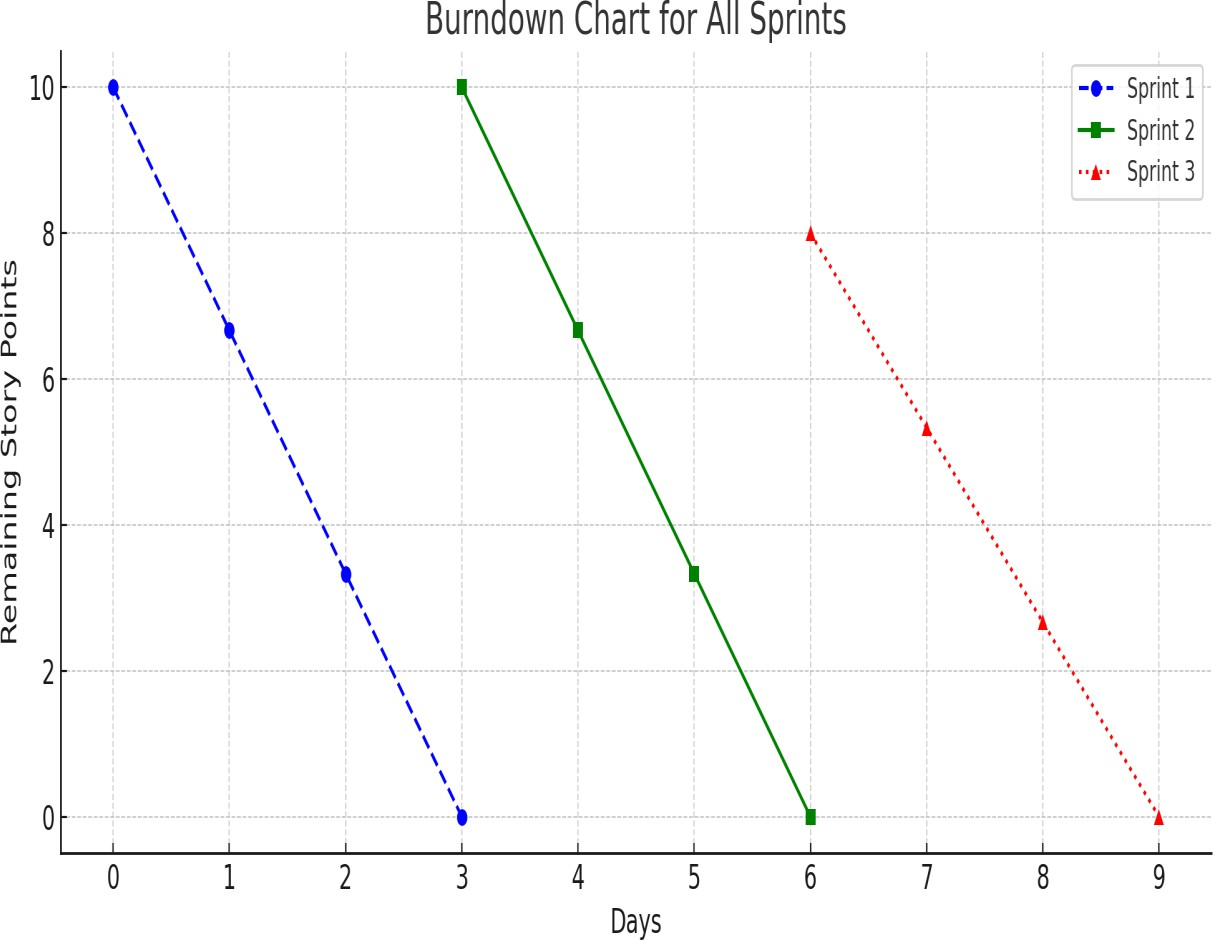 Burndown Chart for All Sprints
Sprint 1
Sprint 2
Sprint 3
Remaining Story Points
10
8
6
4
2
0
0 1 2 3 4 5 6 7 8 9
Days